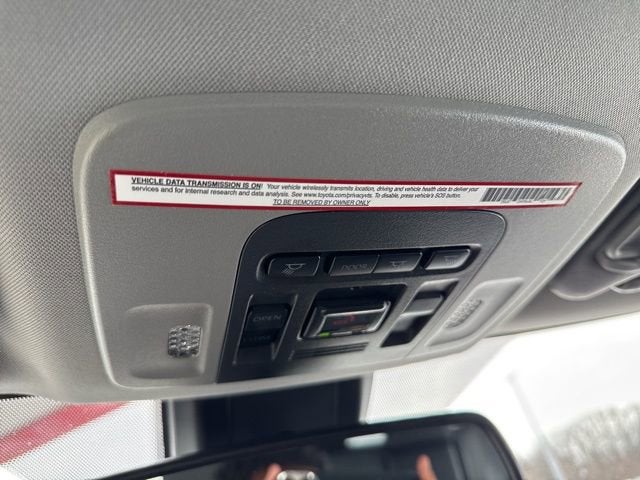 VEHICLE DATA TRANSMISSION IS ON! Your vehicle wirelessly transmits location, driving and vehicle health data to deliver your
services and for internal research and data analysis. See www.toyota.com/privacyvts. To disable, press vehicle's SOS button.
TO BE REMOVED BY OWNER ONLY
DOOR
OPEN